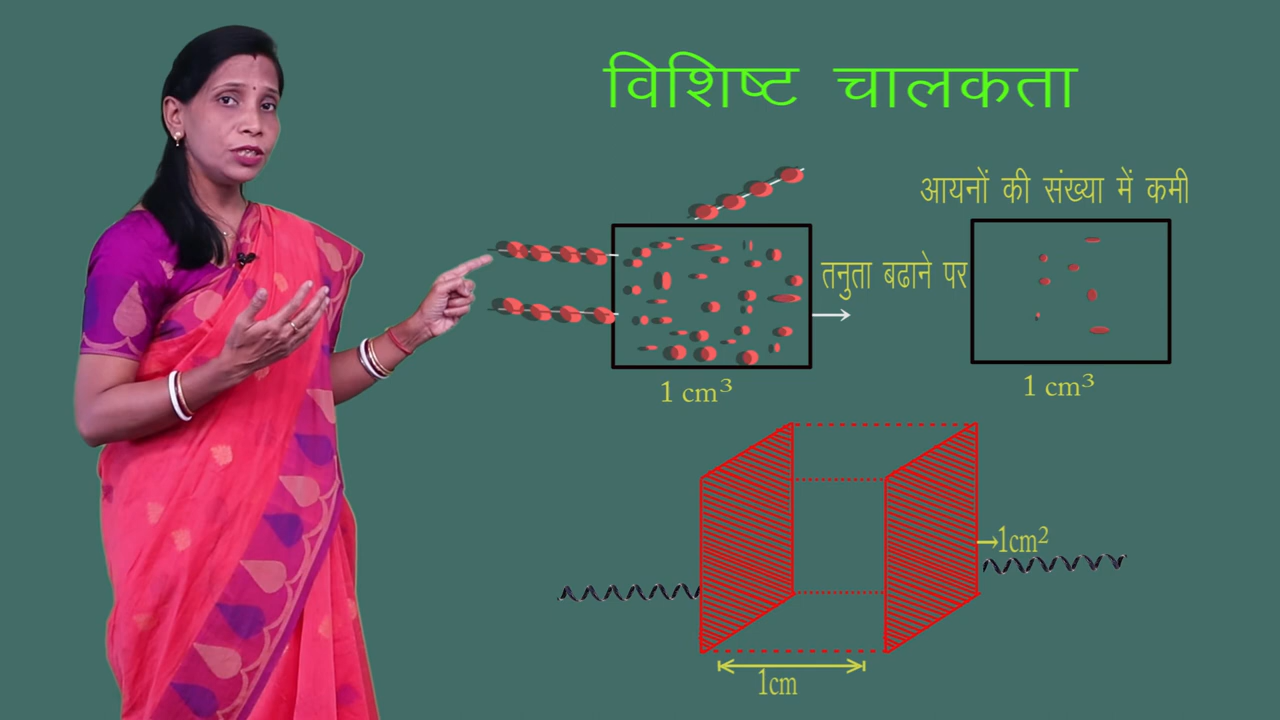 विशिष्ट चालकता
आयनों की संख्या में कमी
तनुता बढाने पर
1 cm³
1 cm³
1cm²
1cm